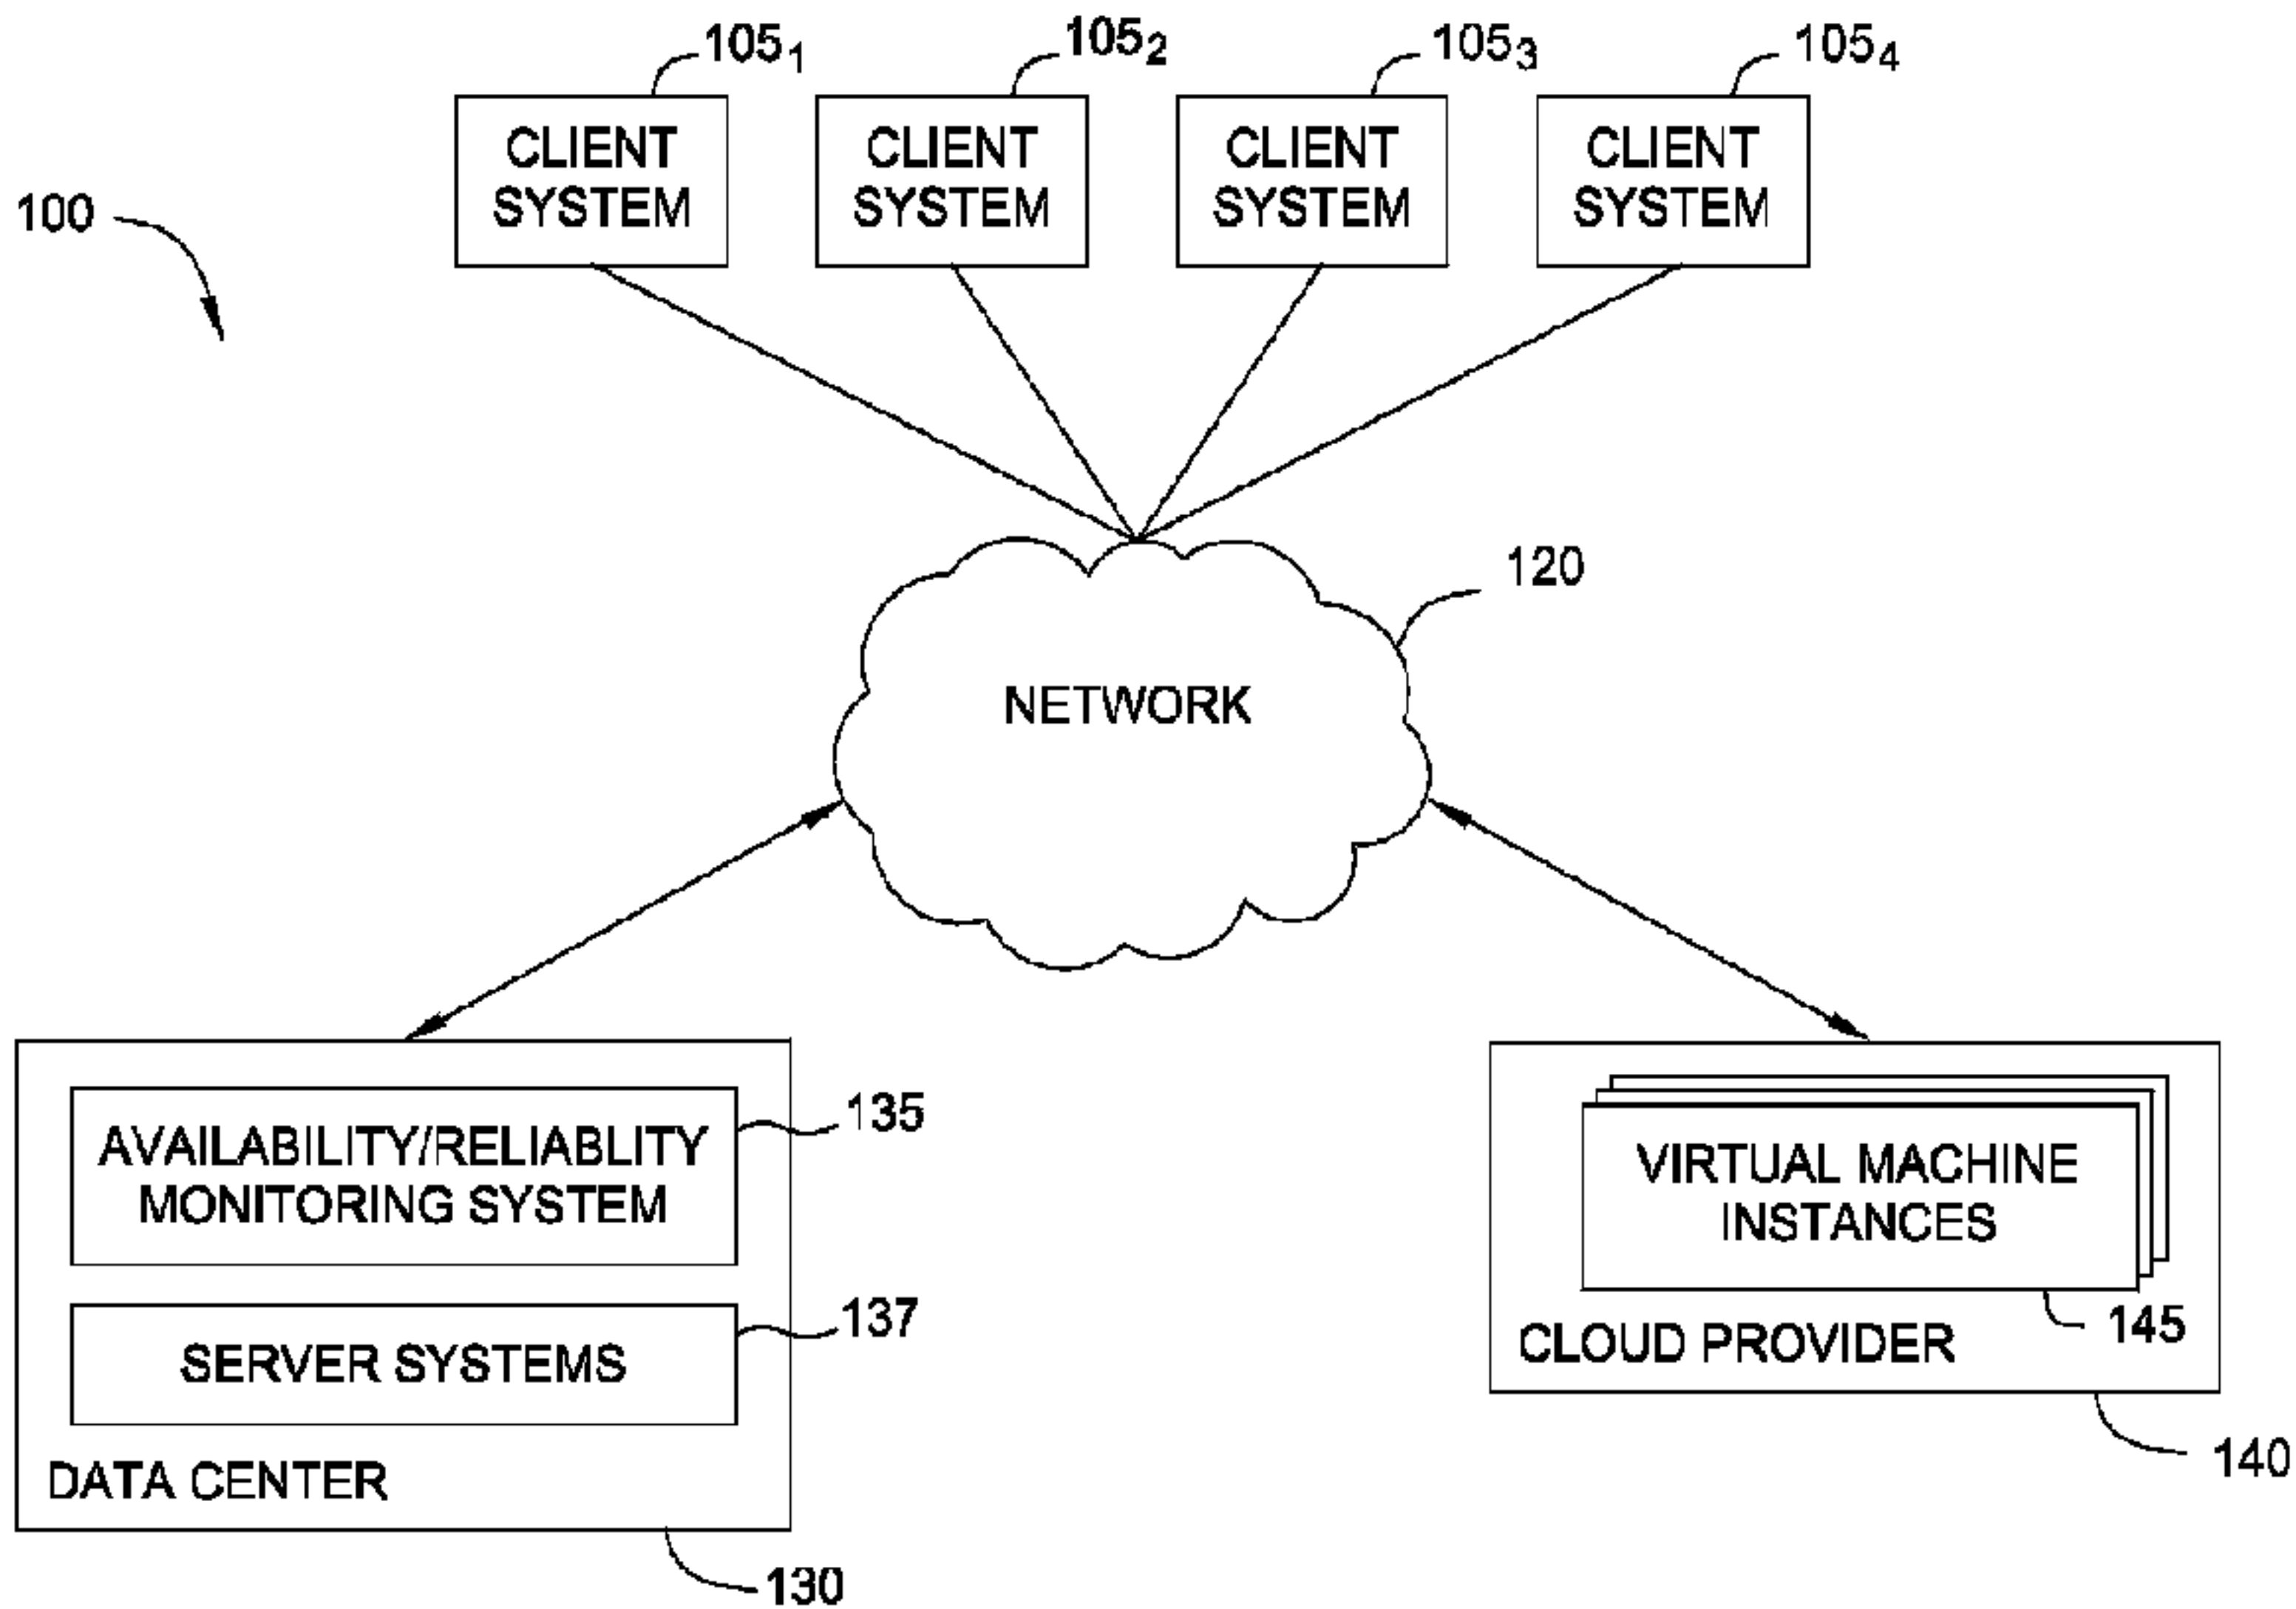 105₁ 105₂ 105₃ 105₄
CLIENT SYSTEM
CLIENT SYSTEM
CLIENT SYSTEM
CLIENT SYSTEM
100
120
NETWORK
AVAILABILITY/RELIABLITY
MONITORING SYSTEM
135
SERVER SYSTEMS
137
DATA CENTER
130
VIRTUAL MACHINE
INSTANCES
145
CLOUD PROVIDER
140